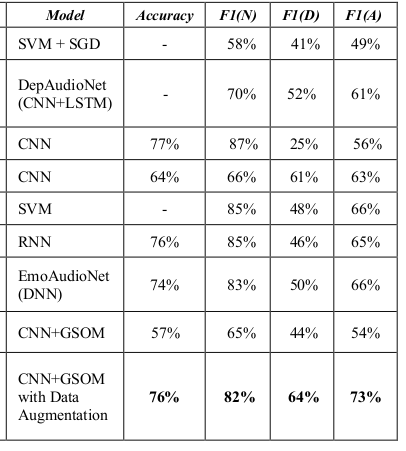 Model Accuracy F1(N) F1(D) F1(A)
SVM + SGD - 58% 41% 49%
DepAudioNet
(CNN+LSTM) - 70% 52% 61%
CNN 77% 87% 25% 56%
CNN 64% 66% 61% 63%
SVM - 85% 48% 66%
RNN 76% 85% 46% 65%
EmoAudioNet
(DNN) 74% 83% 50% 66%
CNN+GSOM 57% 65% 44% 54%
CNN+GSOM
with Data 76% 82% 64% 73%
Augmentation